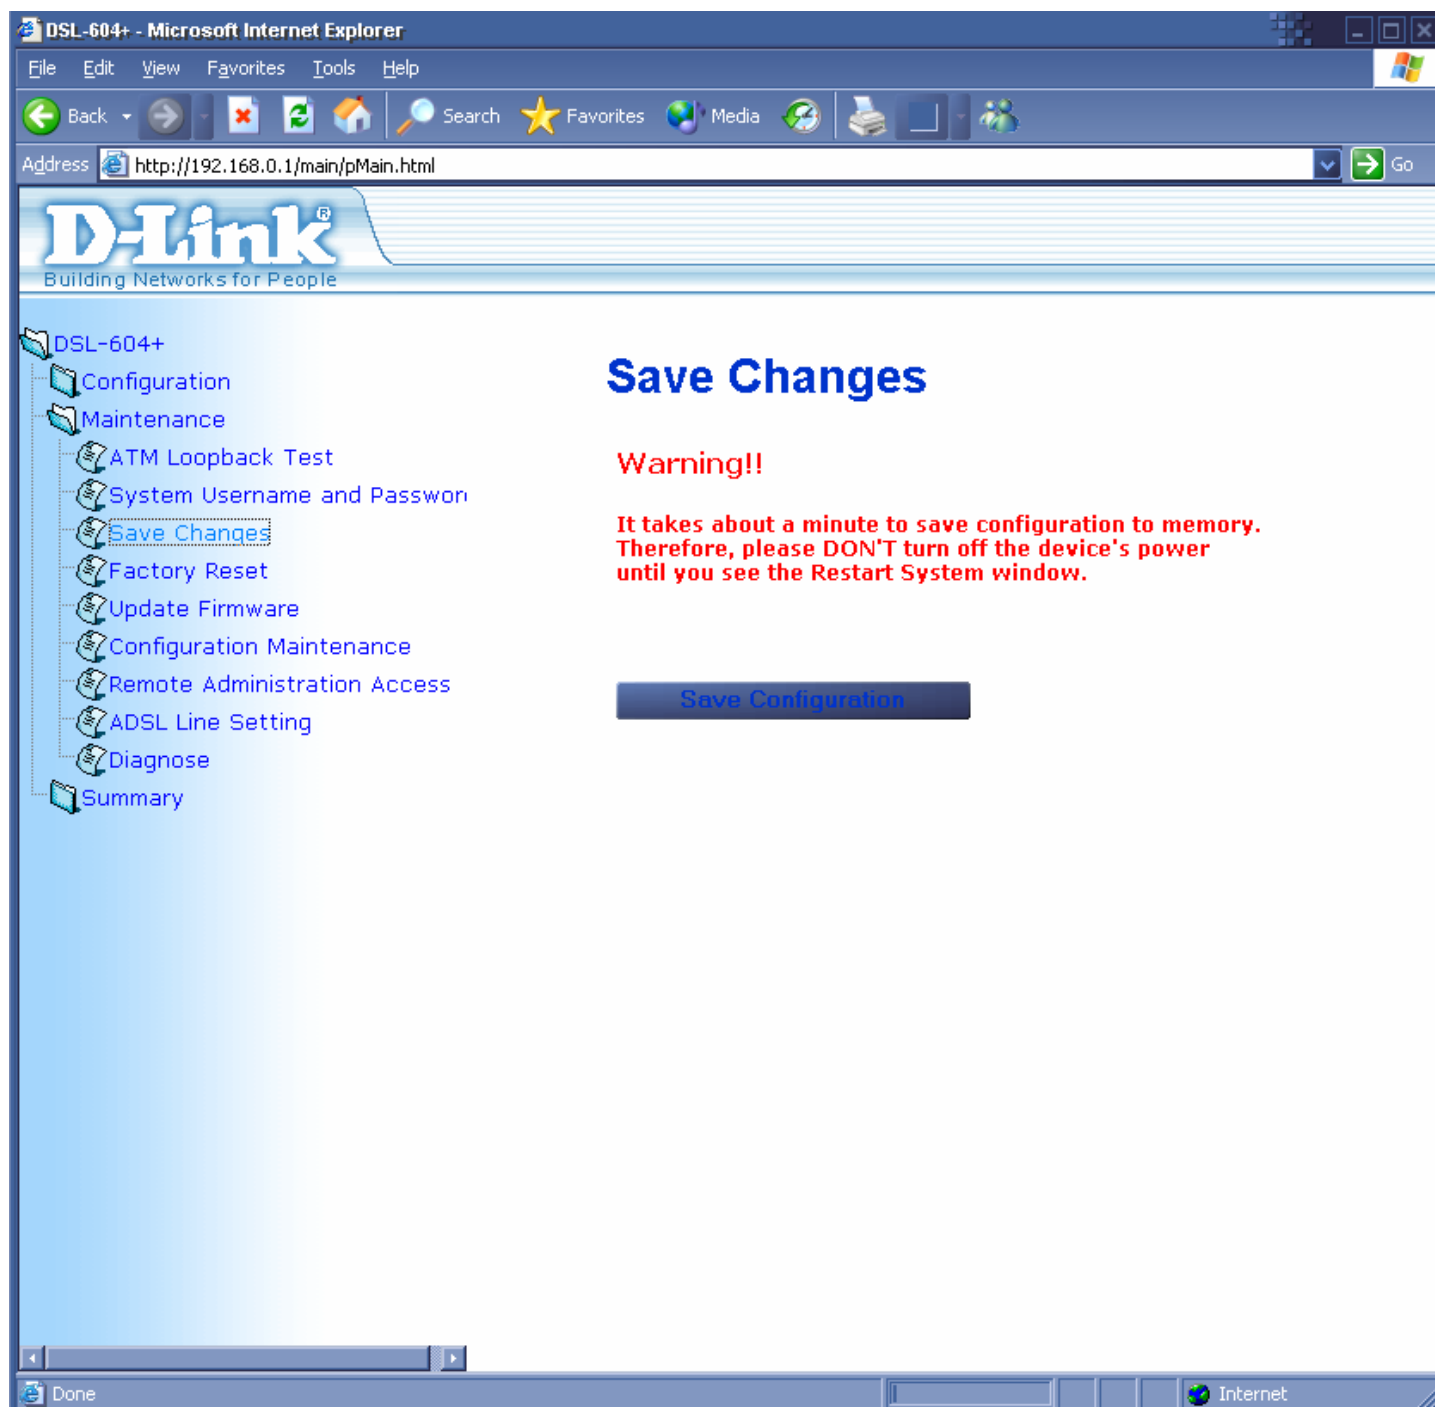 DSL-604+ - Microsoft Internet Explorer
File Edit View Favorites Tools Help
Back Search Favorites Media
Address http://192.168.0.1/main/pMain.html Go
D-Link®
Building Networks for People
DSL-604+
Configuration
Maintenance
ATM Loopback Test
System Username and Passwor
Save Changes
Factory Reset
Update Firmware
Configuration Maintenance
Remote Administration Access
ADSL Line Setting
Diagnose
Summary
Save Changes
Warning!!
It takes about a minute to save configuration to memory.
Therefore, please DON'T turn off the device's power
until you see the Restart System window.
Save Configuration
Done Internet